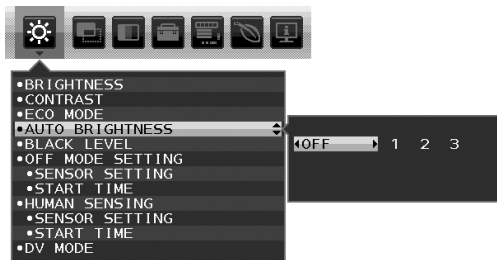 •BRIGHTNESS
•CONTRAST
•ECO MODE
•AUTO BRIGHTNESS
OFF 1 2 3
•BLACK LEVEL
•OFF MODE SETTING
•SENSOR SETTING
•START TIME
•HUMAN SENSING
•SENSOR SETTING
•START TIME
•DV MODE